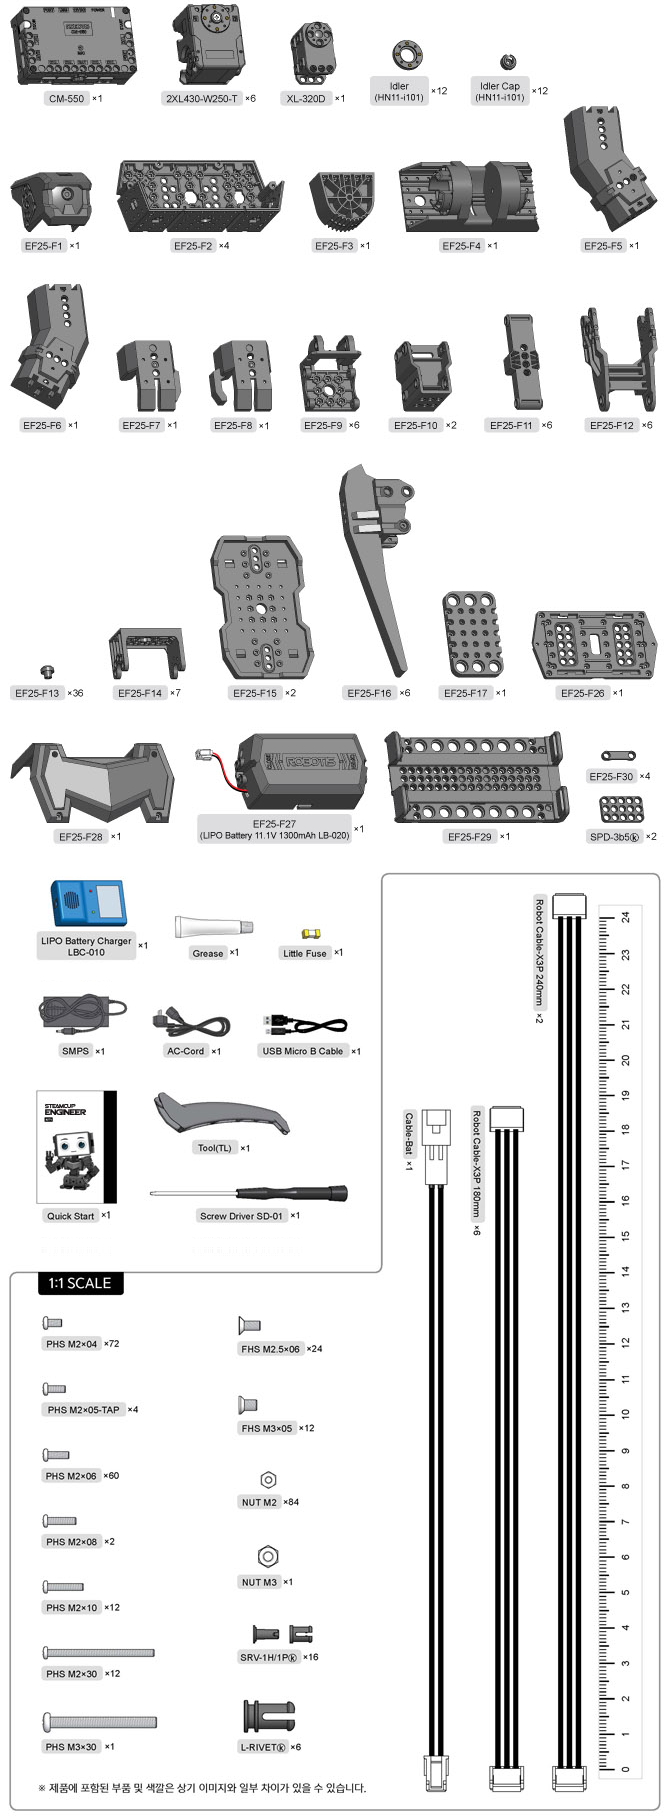 POWER
CM-550
CM-550 ×1
2XL430-W250-T ×6
XL-320D ×1
Idler
(HN11-i101) ×12
Idler Cap
(HN11-i101) ×12
EF25-F1 ×1
EF25-F2 ×4
EF25-F3 ×1
EF25-F4 ×1
EF25-F5 ×1
EF25-F6 ×1
EF25-F7 ×1
EF25-F8 ×1
EF25-F9 ×6
EF25-F10 ×2
EF25-F11 ×6
EF25-F12 ×6
EF25-F13 ×36
EF25-F14 ×7
EF25-F15 ×2
EF25-F16 ×6
EF25-F17 ×1
EF25-F26 ×1
ROBOTIS
EF25-F28 ×1
EF25-F27
(LIPO Battery 11.1V 1300mAh LB-020) ×1
EF25-F29 ×1
EF25-F30 ×4
SPD-3b5ⓚ ×2
LIPO Battery Charger
LBC-010 ×1
Grease ×1
Little Fuse ×1
SMPS ×1
AC-Cord ×1
USB Micro B Cable ×1
STEAMCUP
ENGINEER
Quick Start ×1
Tool(TL) ×1
Screw Driver SD-01 ×1
Cable-Bat ×1
Robot Cable-X3P 180mm ×6
Robot Cable-X3P 240mm ×2
24
23
22
21
20
19
18
17
16
15
14
13
12
11
10
9
8
7
6
5
4
3
2
1
0
1:1 SCALE
PHS M2×04 ×72
PHS M2×05-TAP ×4
PHS M2×06 ×60
PHS M2×08 ×2
PHS M2×10 ×12
PHS M2×30 ×12
PHS M3×30 ×1
FHS M2.5×06 ×24
FHS M3×05 ×12
NUT M2 ×84
NUT M3 ×1
SRV-1H/1Pⓚ ×16
L-RIVETⓚ ×6
※ 제품에 포함된 부품 및 색깔은 상기 이미지와 일부 차이가 있을 수 있습니다.